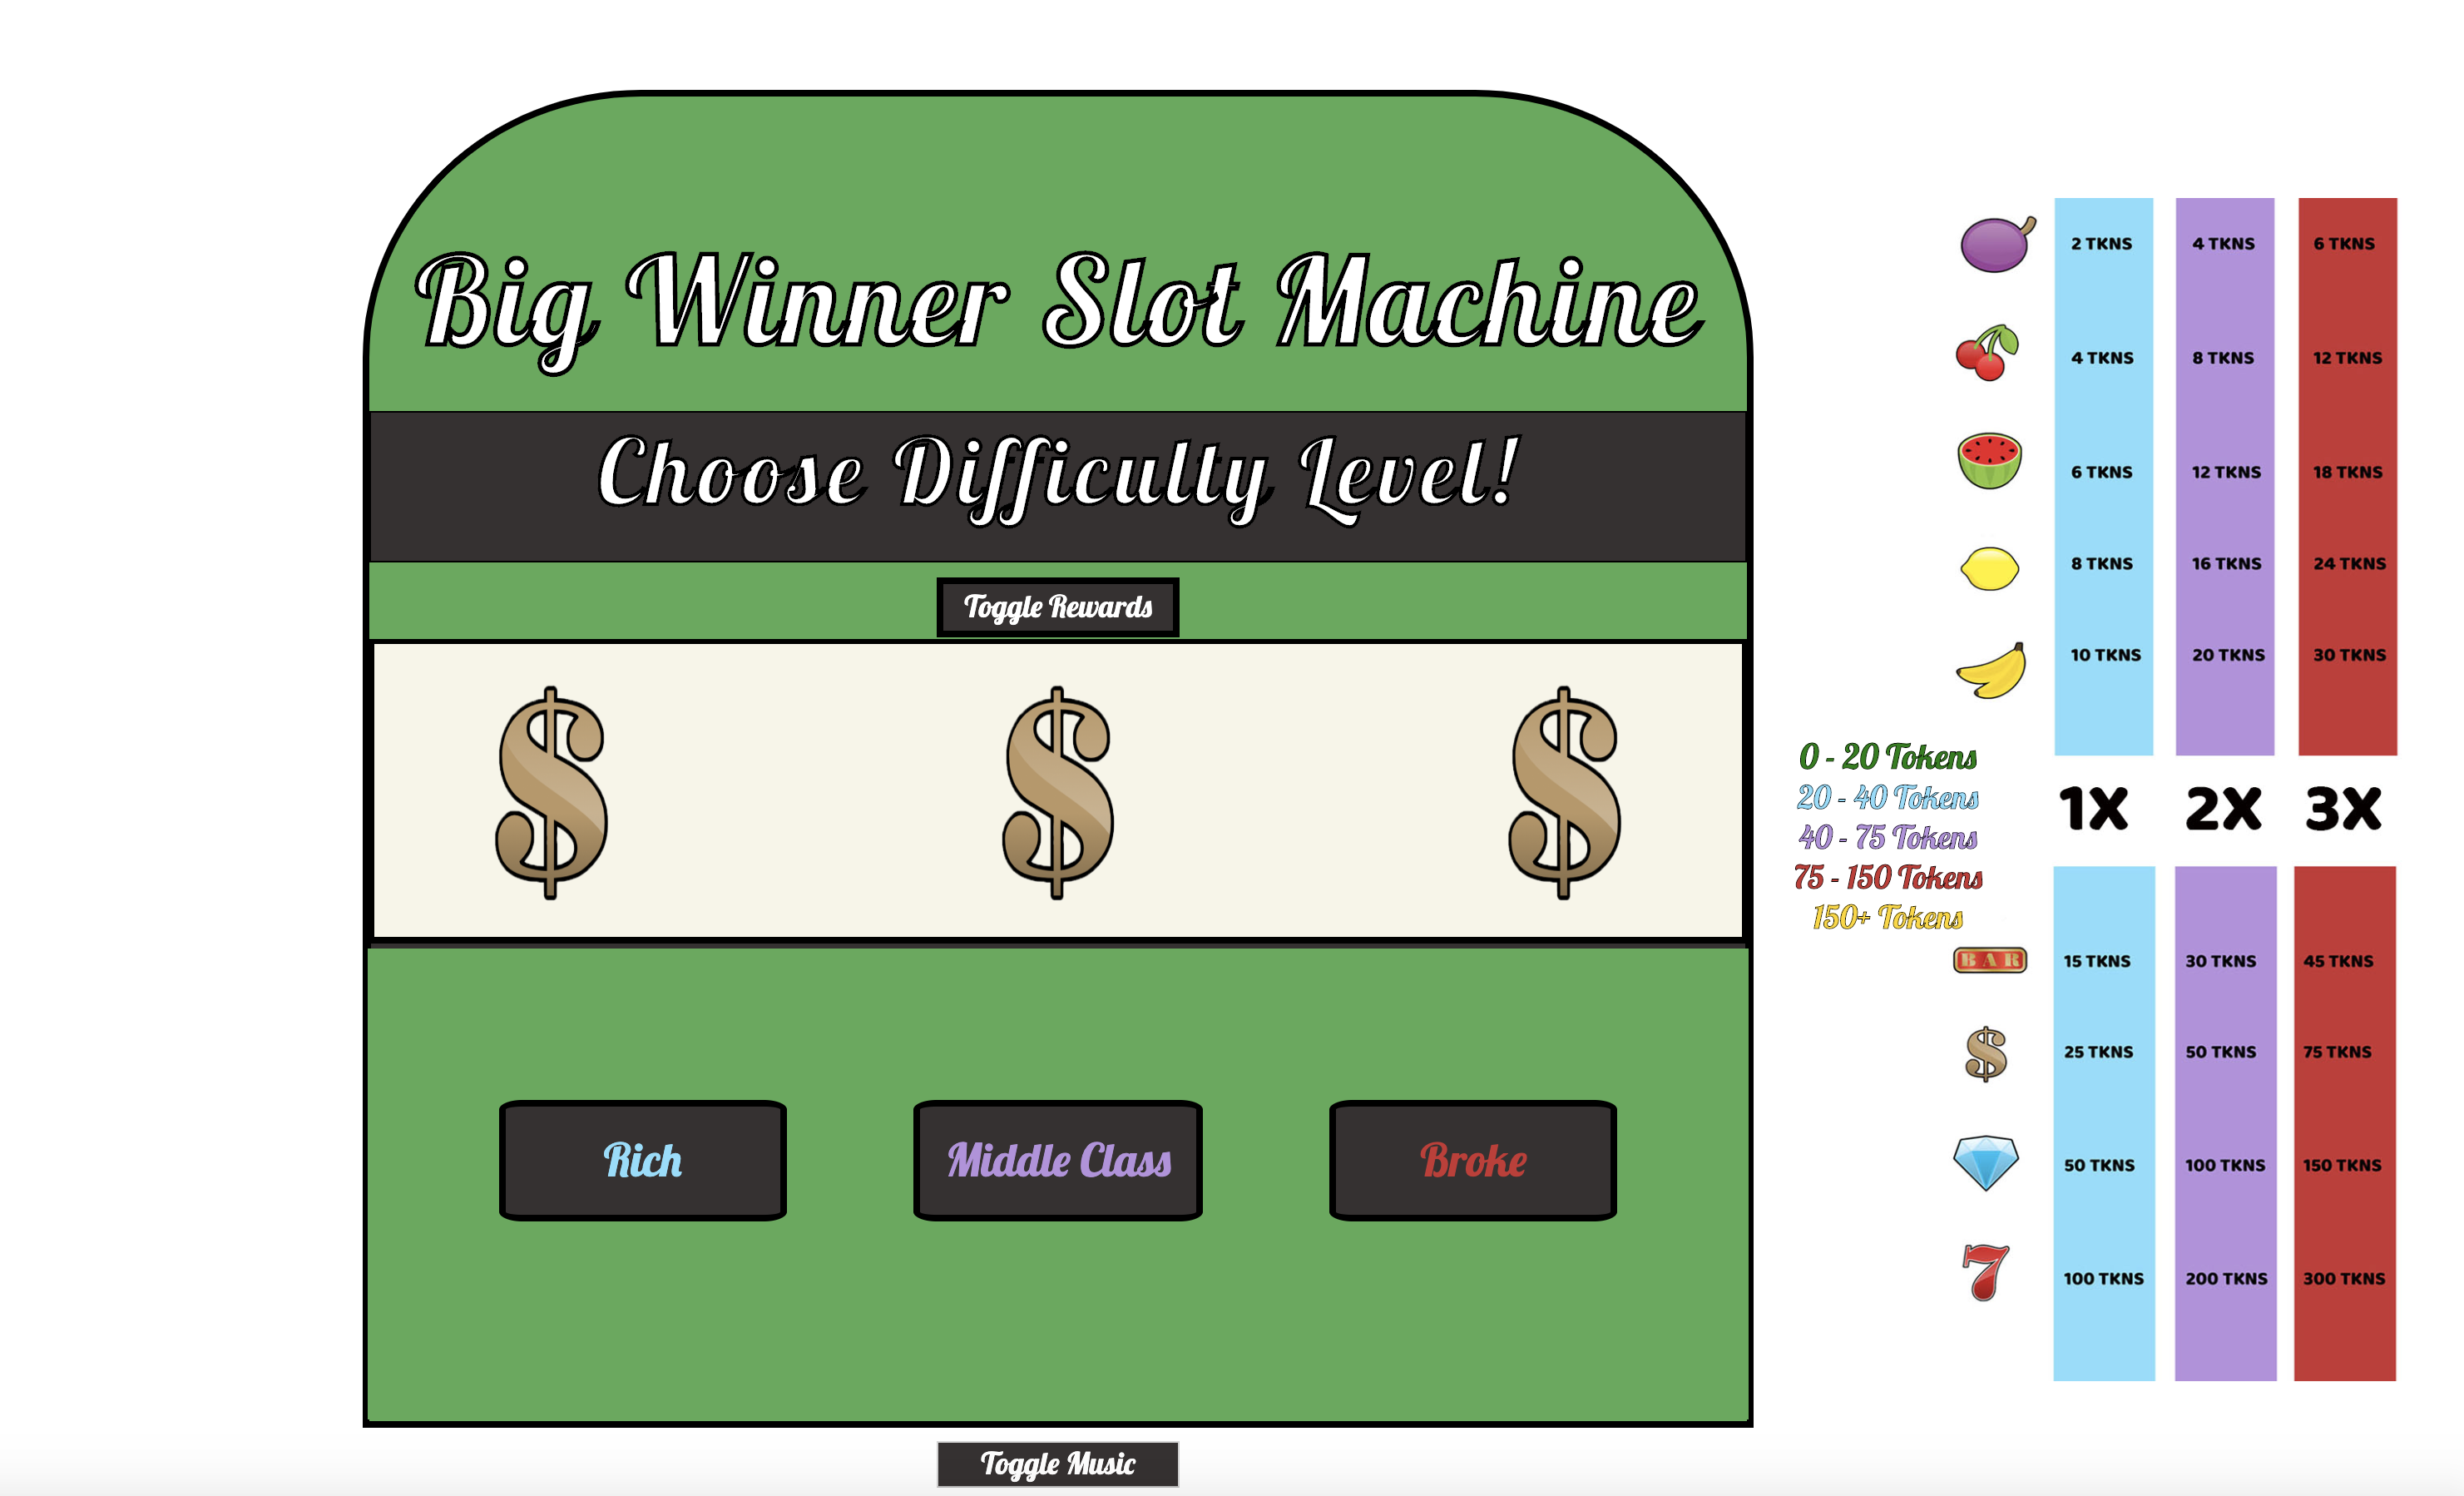 Big Winner Slot Machine
Choose Difficulty Level!
Toggle Rewards
$ $ $
Rich
Middle Class
Broke
Toggle Music
2 TKNS 4 TKNS 6 TKNS
4 TKNS 8 TKNS 12 TKNS
6 TKNS 12 TKNS 18 TKNS
8 TKNS 16 TKNS 24 TKNS
10 TKNS 20 TKNS 30 TKNS
0 - 20 Tokens
20 - 40 Tokens
40 - 75 Tokens
75 - 150 Tokens
150+ Tokens
1X 2X 3X
BAR 15 TKNS 30 TKNS 45 TKNS
$ 25 TKNS 50 TKNS 75 TKNS
50 TKNS 100 TKNS 150 TKNS
7 100 TKNS 200 TKNS 300 TKNS